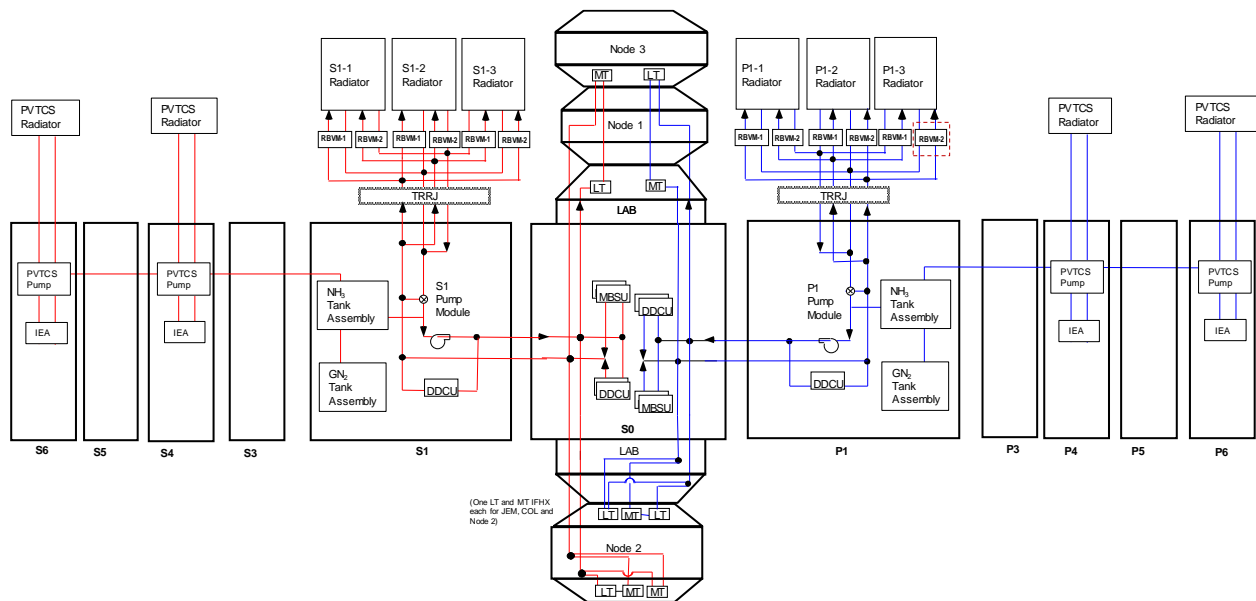 Node 3
MT
LT
S1-1
Radiator
S1-2
Radiator
S1-3
Radiator
P1-1
Radiator
P1-2
Radiator
P1-3
Radiator
PVTCS
Radiator
PVTCS
Radiator
PVTCS
Radiator
PVTCS
Radiator
Node 1
RBVM-1
RBVM-2
RBVM-1
RBVM-2
RBVM-1
RBVM-2
RBVM-1
RBVM-2
RBVM-1
RBVM-2
RBVM-1
RBVM-2
TRRJ
LT
MT
TRRJ
LAB
PVTCS
Pump
PVTCS
Pump
NH3
Tank
Assembly
S1
Pump
Module
MBSU
DDCU
P1
Pump
Module
NH3
Tank
Assembly
PVTCS
Pump
PVTCS
Pump
IEA
IEA
IEA
IEA
GN2
Tank
Assembly
DDCU
DDCU
MBSU
DDCU
GN2
Tank
Assembly
S6
S5
S4
S3
S1
S0
P1
P3
P4
P5
P6
LAB
(One LT and MT IFHX
each for JEM, COL and
Node 2)
LT
MT
LT
Node 2
LT
MT
MT